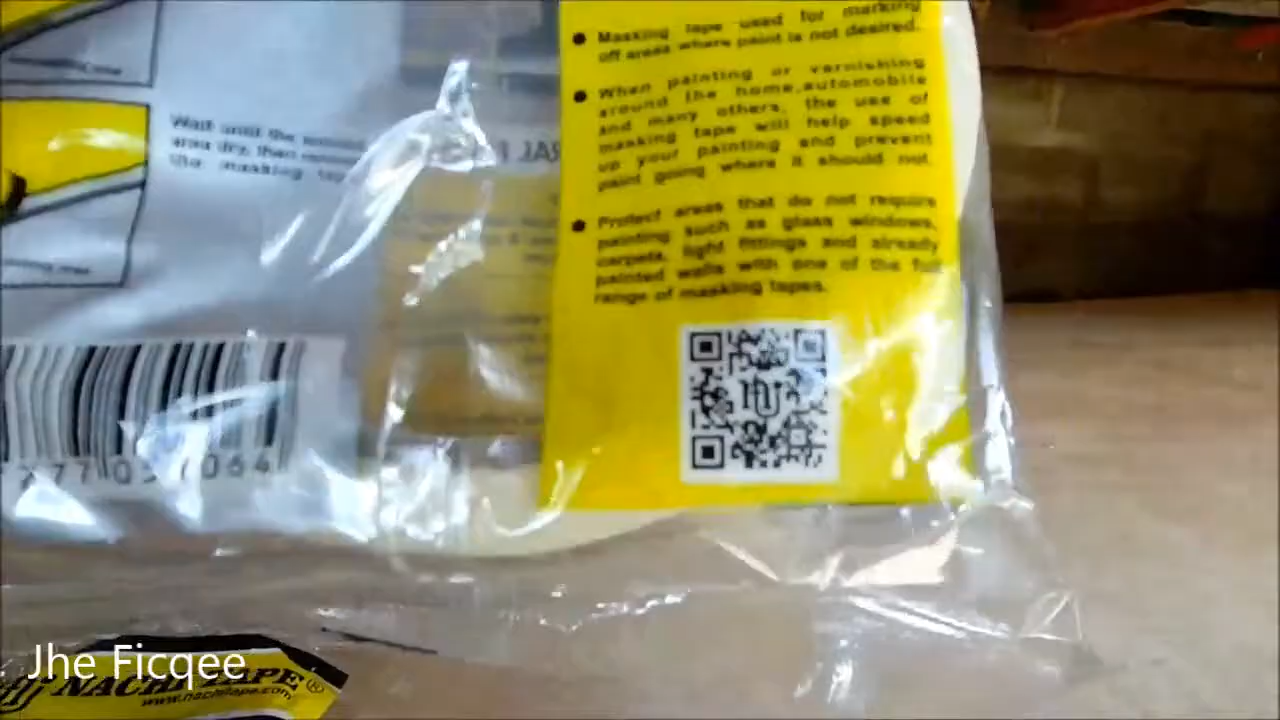 Masking tape used for marking
off areas where paint is not desired.
When painting or varnishing
around the home,automobile
and many others, the use of
masking tape will help speed
up your painting and prevent
paint going where it should not.
Protect areas that do not require
painting such as glass windows,
carpets, light fittings and already
painted walls with one of the full
range of masking tapes.
Wait until the
area dry, then
the masking
Jhe Ficqee
NACHI TAPE®
www.nachitape.com